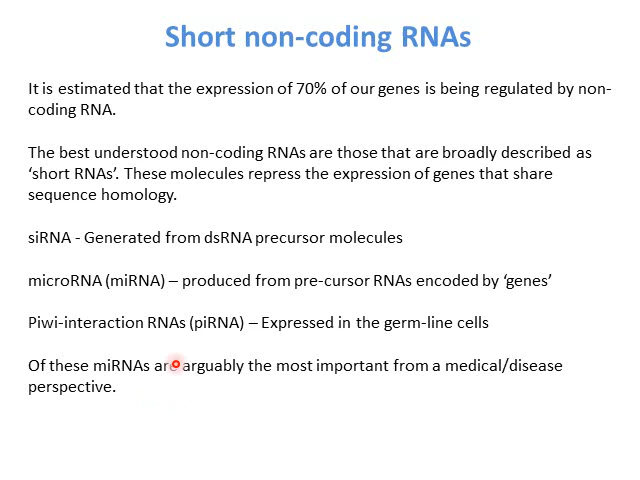 Short non-coding RNAs
It is estimated that the expression of 70% of our genes is being regulated by non-
coding RNA.
The best understood non-coding RNAs are those that are broadly described as
‘short RNAs’. These molecules repress the expression of genes that share
sequence homology.
siRNA - Generated from dsRNA precursor molecules
microRNA (miRNA) – produced from pre-cursor RNAs encoded by ‘genes’
Piwi-interaction RNAs (piRNA) – Expressed in the germ-line cells
Of these miRNAs are arguably the most important from a medical/disease
perspective.